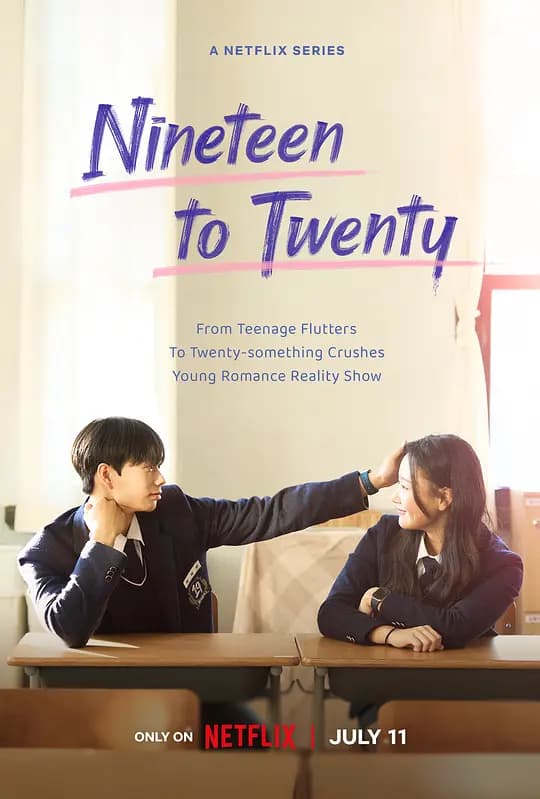 A NETFLIX SERIES
Nineteen
to Twenty
From Teenage Flutters
To Twenty-something Crushes
Young Romance Reality Show
19
ONLY ON NETFLIX | JULY 11